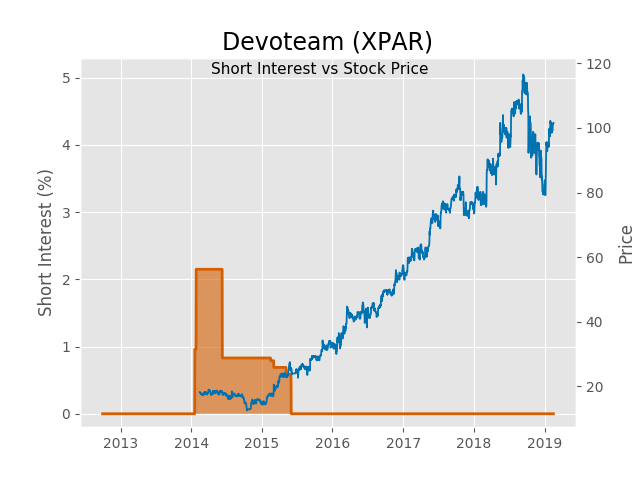 Devoteam (XPAR)
Short Interest vs Stock Price
Short Interest (%)
5
4
3
2
1
0
120
100
80
60
40
20
Price
2013 2014 2015 2016 2017 2018 2019